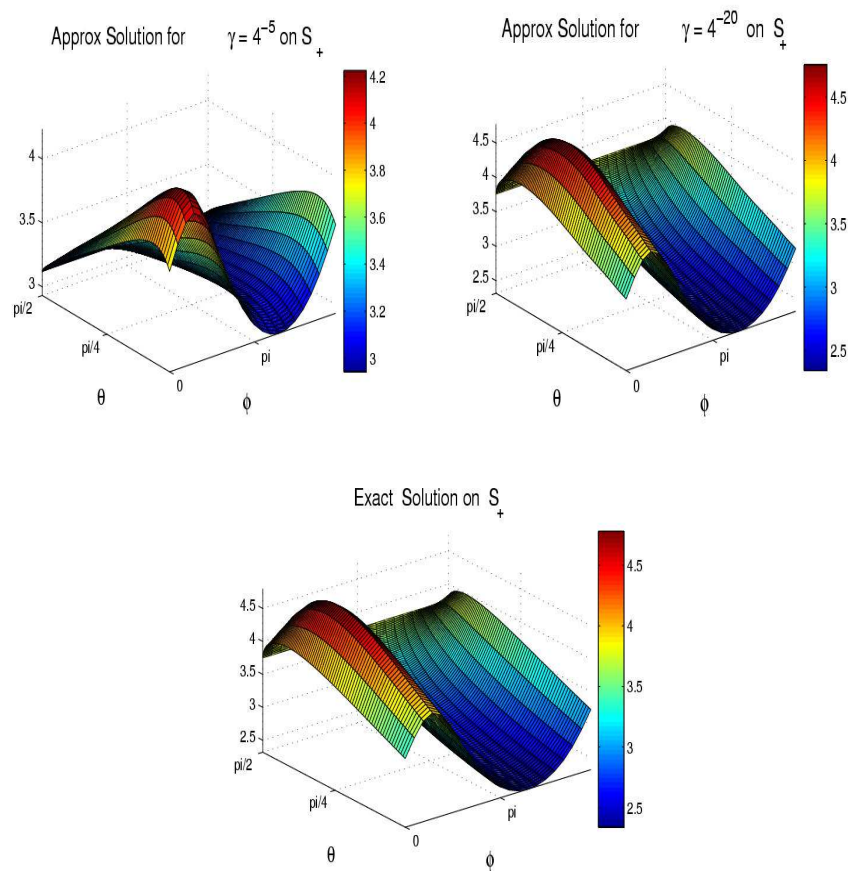 Approx Solution for γ = 4⁻⁵ on S₊
4.2
4
3.8
3.6
3.4
3.2
3
4
3.5
3
pi/2
pi/4
0
pi
θ
ϕ
Approx Solution for γ = 4⁻²⁰ on S₊
4.5
4
3.5
3
2.5
4.5
4
3.5
3
2.5
pi/2
pi/4
0
pi
θ
ϕ
Exact Solution on S₊
4.5
4
3.5
3
2.5
4.5
4
3.5
3
2.5
pi/2
pi/4
0
pi
θ
ϕ